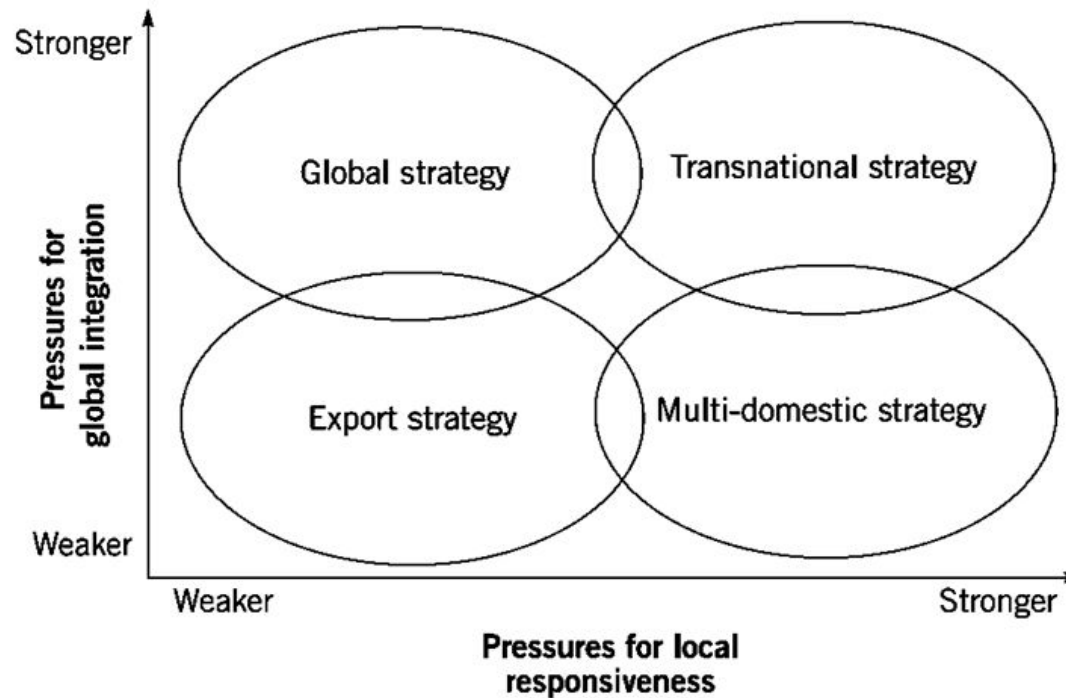 Stronger
Global strategy
Transnational strategy
Pressures for
global integration
Export strategy
Multi-domestic strategy
Weaker
Weaker
Stronger
Pressures for local
responsiveness